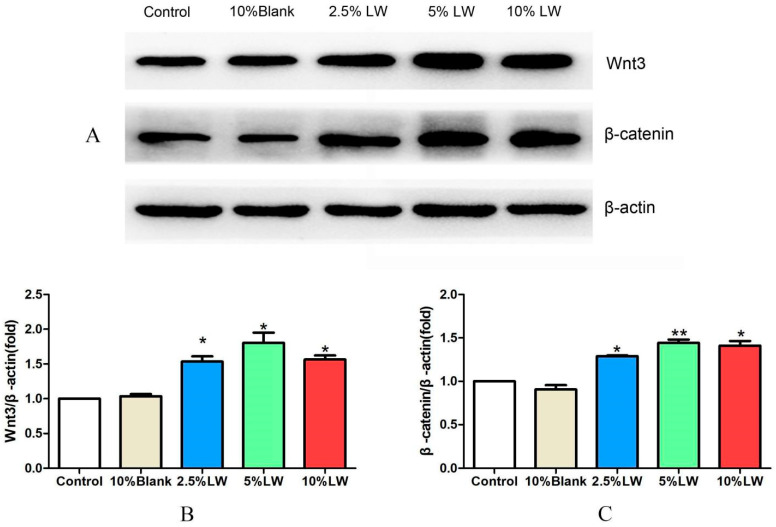 Control 10%Blank 2.5% LW 5% LW 10% LW
Wnt3
A
β-catenin
β-actin
Wnt3/β -actin(fold)
2.5
2.0
1.5
1.0
0.5
0.0
* * *
Control 10%Blank 2.5%LW 5%LW 10%LW
B
β -catenin/β -actin(fold)
2.0
1.5
1.0
0.5
0.0
* ** *
Control 10%Blank 2.5%LW 5%LW 10%LW
C